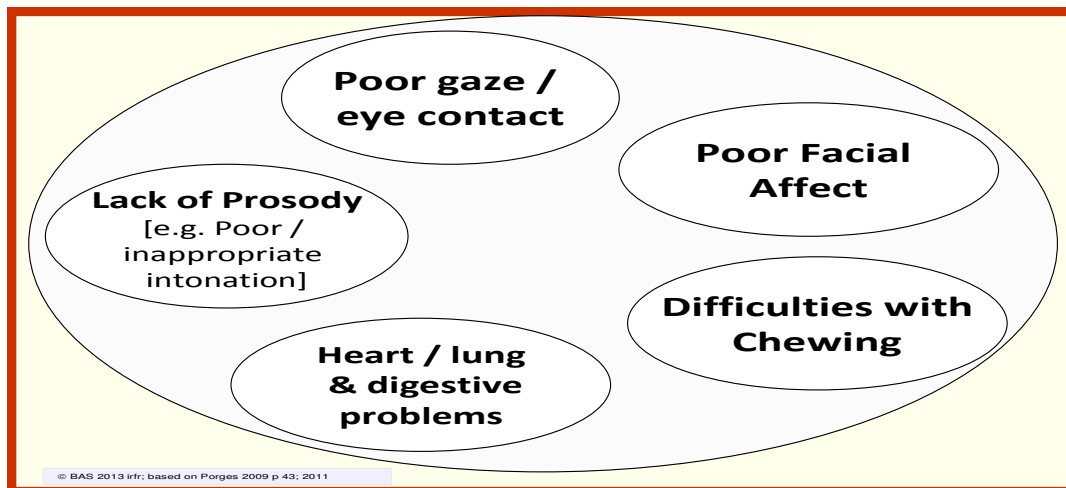 Poor gaze /
eye contact
Poor Facial
Affect
Lack of Prosody
[e.g. Poor /
inappropriate
intonation]
Difficulties with
Chewing
Heart / lung
& digestive
problems
© BAS 2013 irfr; based on Porges 2009 p 43; 2011